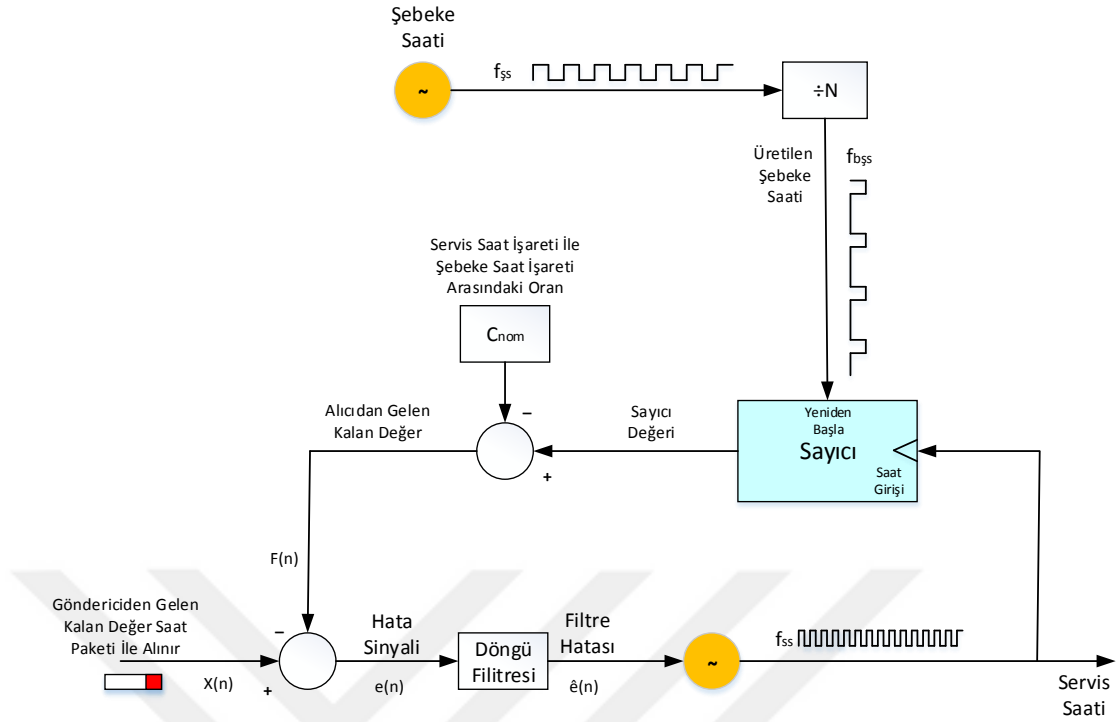 Şebeke
Saati
~
fşs
÷N
Üretilen
Şebeke
Saati
fbşs
Servis Saat İşareti İle
Şebeke Saat İşareti
Arasındaki Oran
Cnom
Alıcıdan Gelen
Kalan Değer
−
+
Sayıcı
Değeri
Yeniden
Başla
Sayıcı
Saat
Girişi
F(n)
Göndericiden Gelen
Kalan Değer Saat
Paketi İle Alınır
X(n)
−
+
Hata
Sinyali
e(n)
Döngü
Filitresi
Filtre
Hatası
ê(n)
~
fss
Servis
Saati